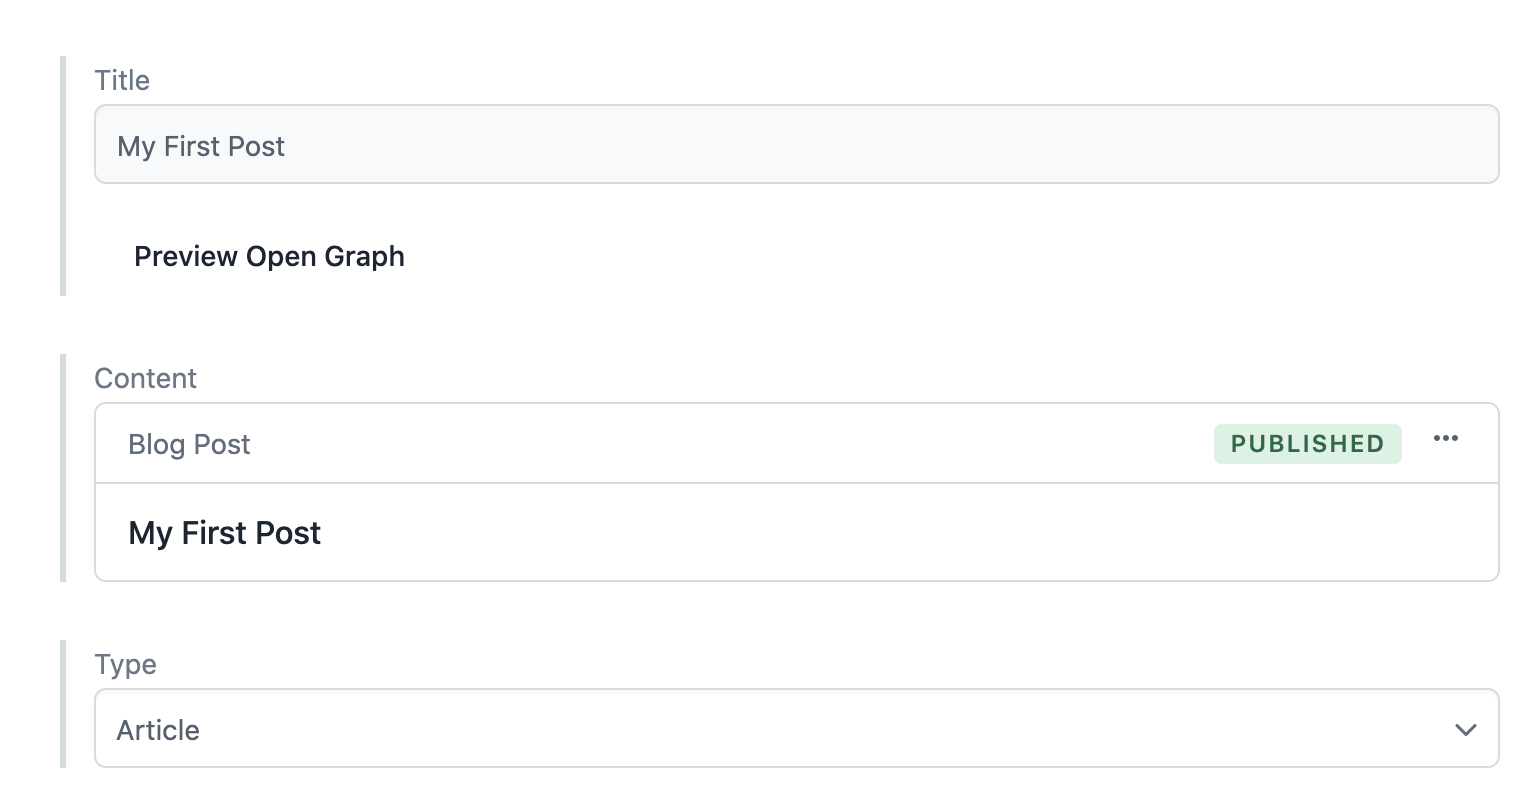 Title
My First Post
Preview Open Graph
Content
Blog Post PUBLISHED
My First Post
Type
Article